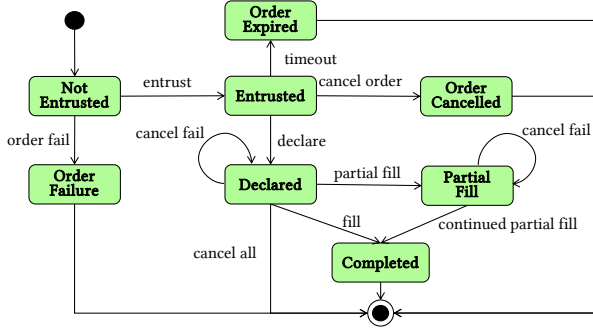 Order
Expired
timeout
Not
Entrusted
entrust
Entrusted
cancel order
Order
Cancelled
order fail
cancel fail
declare
cancel fail
Order
Failure
Declared
partial fill
Partial
Fill
fill
continued partial fill
cancel all
Completed